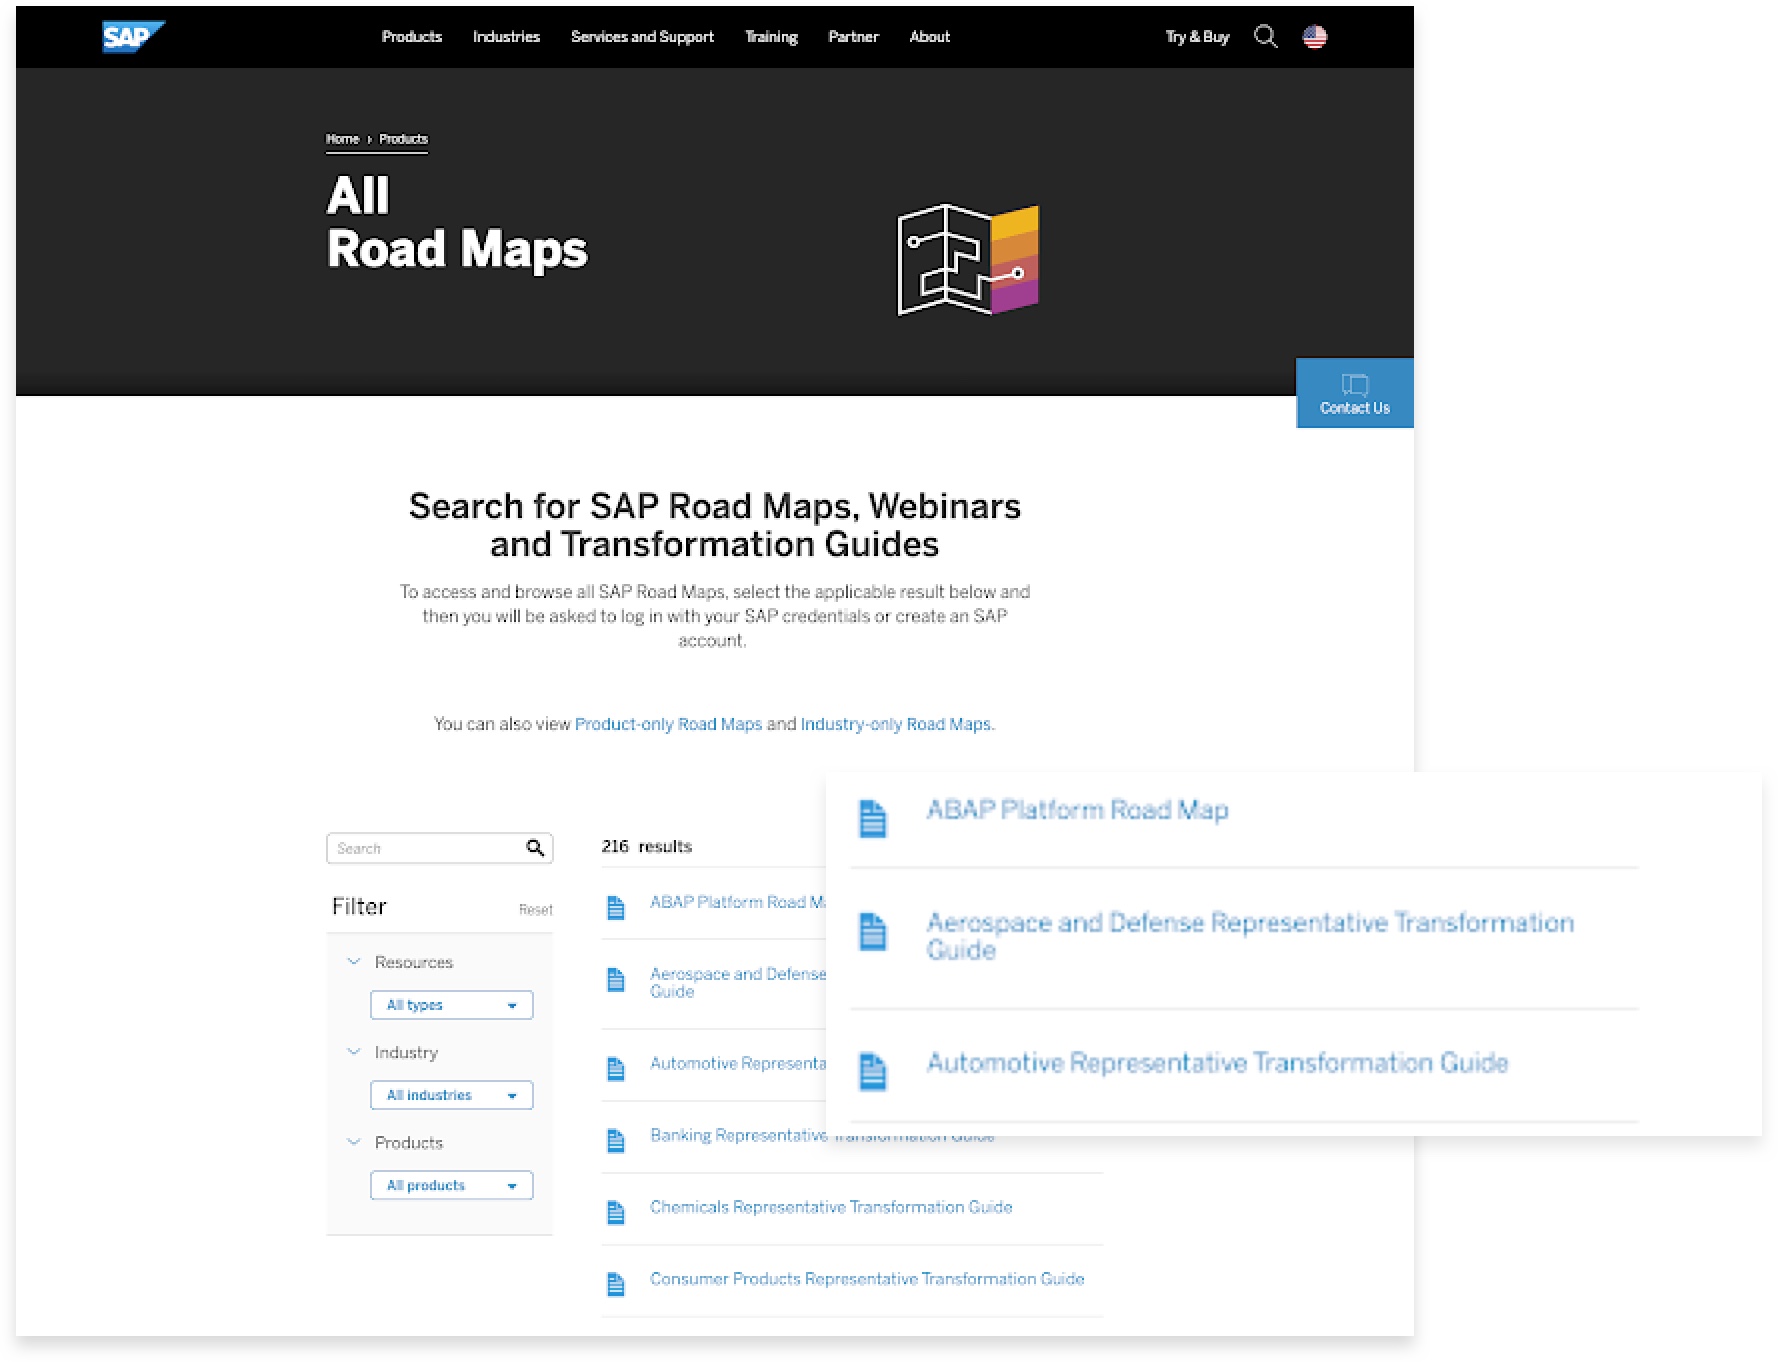 SAP
Products Industries Services and Support Training Partner About Try & Buy
Home › Products
All
Road Maps
Contact Us
Search for SAP Road Maps, Webinars
and Transformation Guides
To access and browse all SAP Road Maps, select the applicable result below and
then you will be asked to log in with your SAP credentials or create an SAP
account.
You can also view Product-only Road Maps and Industry-only Road Maps.
Search
Filter
Reset
Resources
All types
Industry
All industries
Products
All products
216 results
ABAP Platform Road
Aerospace and Defense
Guide
Automotive
Banking Representative Transformation Guide
Chemicals Representative Transformation Guide
Consumer Products Representative Transformation Guide
ABAP Platform Road Map
Aerospace and Defense Representative Transformation
Guide
Automotive Representative Transformation Guide